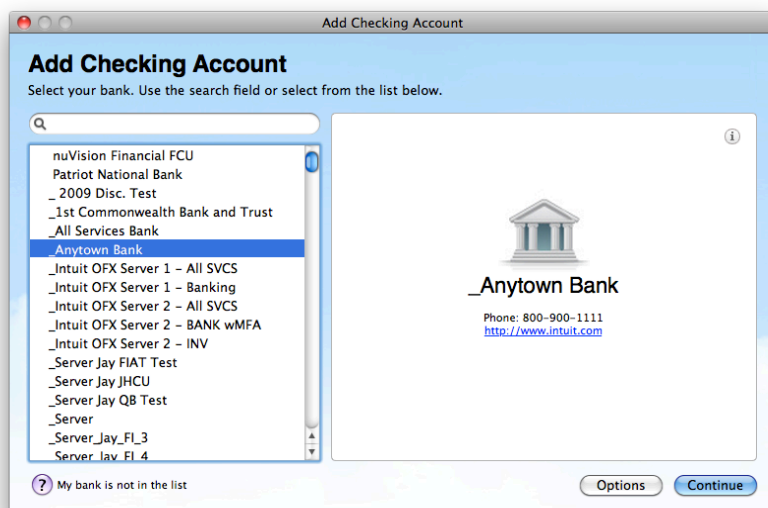 Add Checking Account
Add Checking Account
Select your bank. Use the search field or select from the list below.
nuVision Financial FCU
Patriot National Bank
_ 2009 Disc. Test
_1st Commonwealth Bank and Trust
_All Services Bank
_Anytown Bank
_Intuit OFX Server 1 - All SVCS
_Intuit OFX Server 1 - Banking
_Intuit OFX Server 2 - All SVCS
_Intuit OFX Server 2 - BANK wMFA
_Intuit OFX Server 2 - INV
_Server Jay FIAT Test
_Server Jay JHCU
_Server Jay QB Test
_Server
_Server_Jay_FI_3
_Server_Jay_FI_4
_Anytown Bank
Phone: 800-900-1111
http://www.intuit.com
? My bank is not in the list
Options
Continue